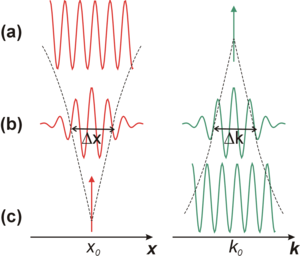 (a)
(b) Δx Δk
(c)
x₀ x k₀ k